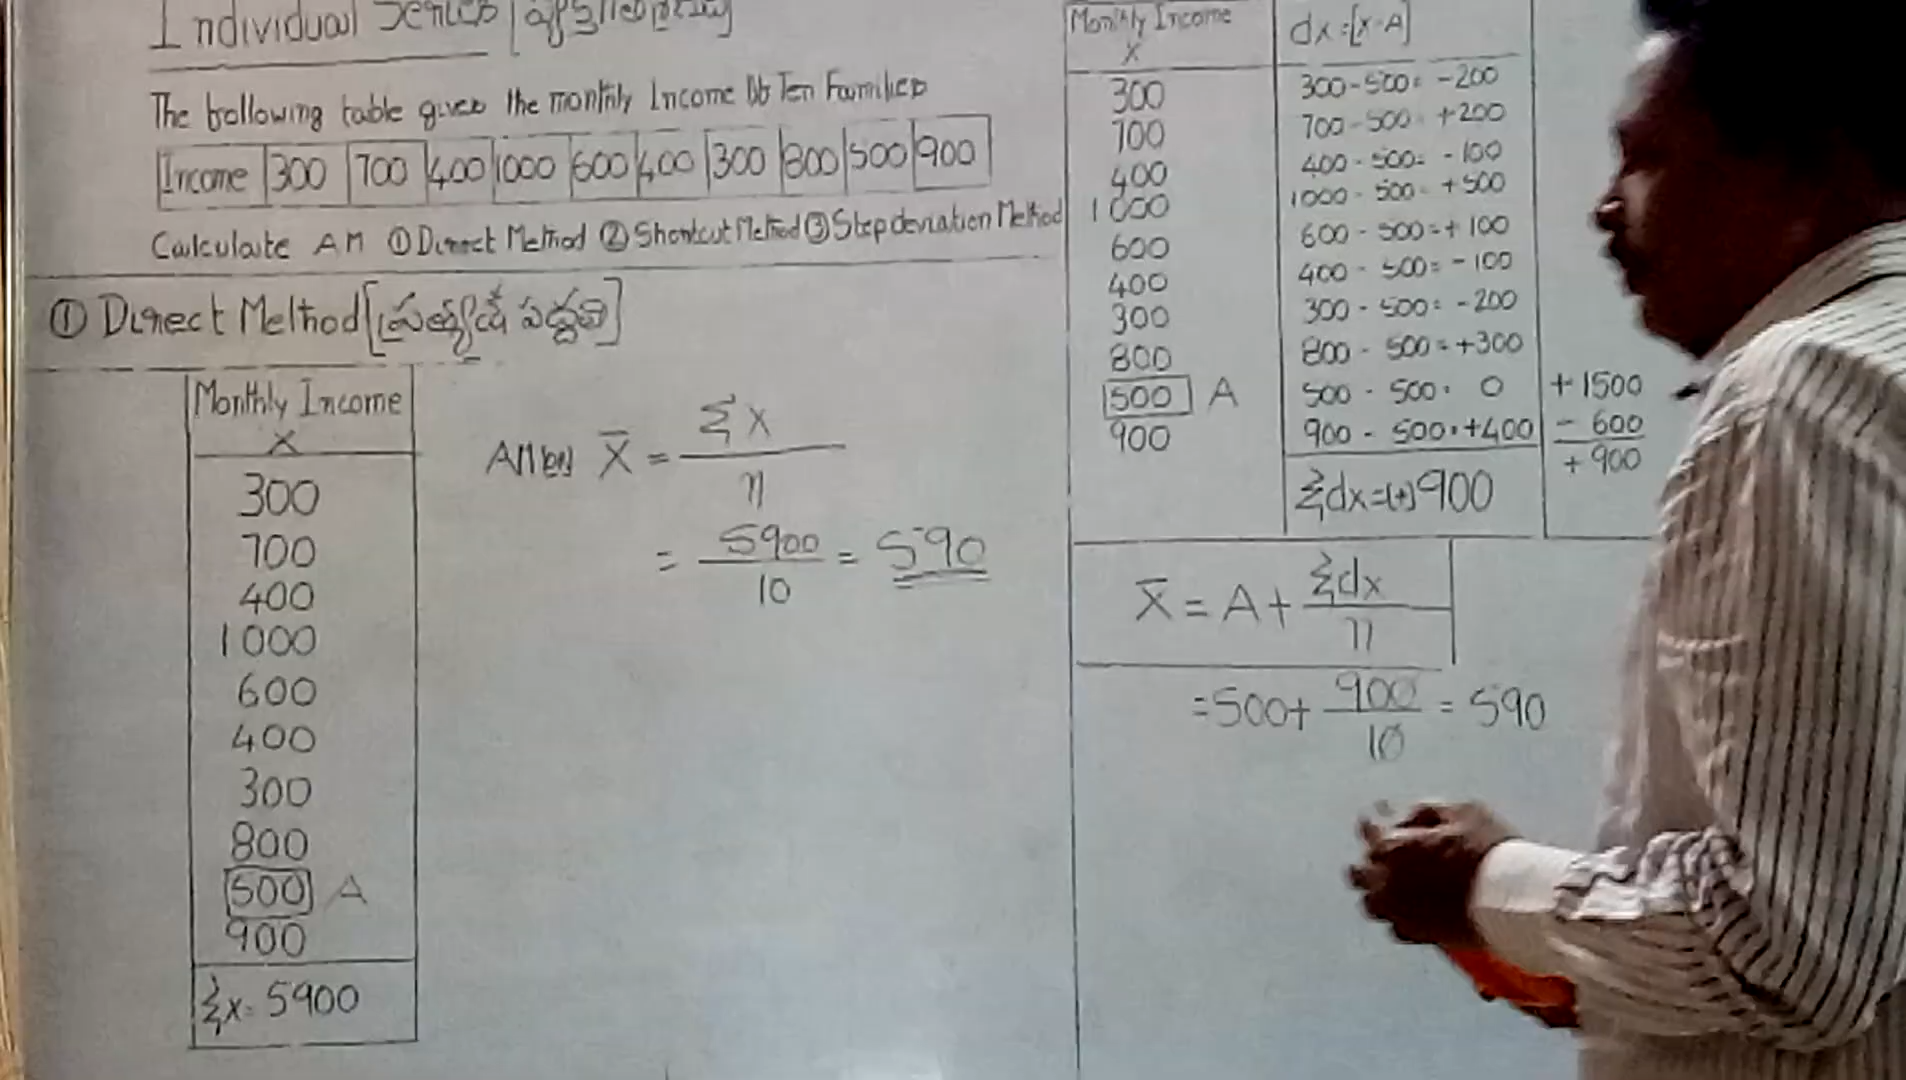 Individual Series
The following table gives the monthly Income of Ten Families
Income 300 700 400 1000 600 400 300 800 500 900
Calculate AM ① Direct Method ② Shortcut Method ③ Step deviation Method
① Direct Method [ప్రత్యక్ష పద్ధతి]
Monthly Income
X
300
700
400
1000
600
400
300
800
500 A
900
Σx = 5900
X̄ = Σx
n
= 5900 = 590
10
Monthly Income dx=[x-A]
X
300 300-500= -200
700 700-500= +200
400 400-500= -100
1000 1000-500= +500
600 600-500=+100
400 400-500= -100
300 300-500= -200
800 800-500=+300
500 A 500-500= 0 +1500
900 900-500=+400 - 600
+ 900
Σdx=(+)900
X̄ = A + Σdx
n
=500+ 900 = 590
10